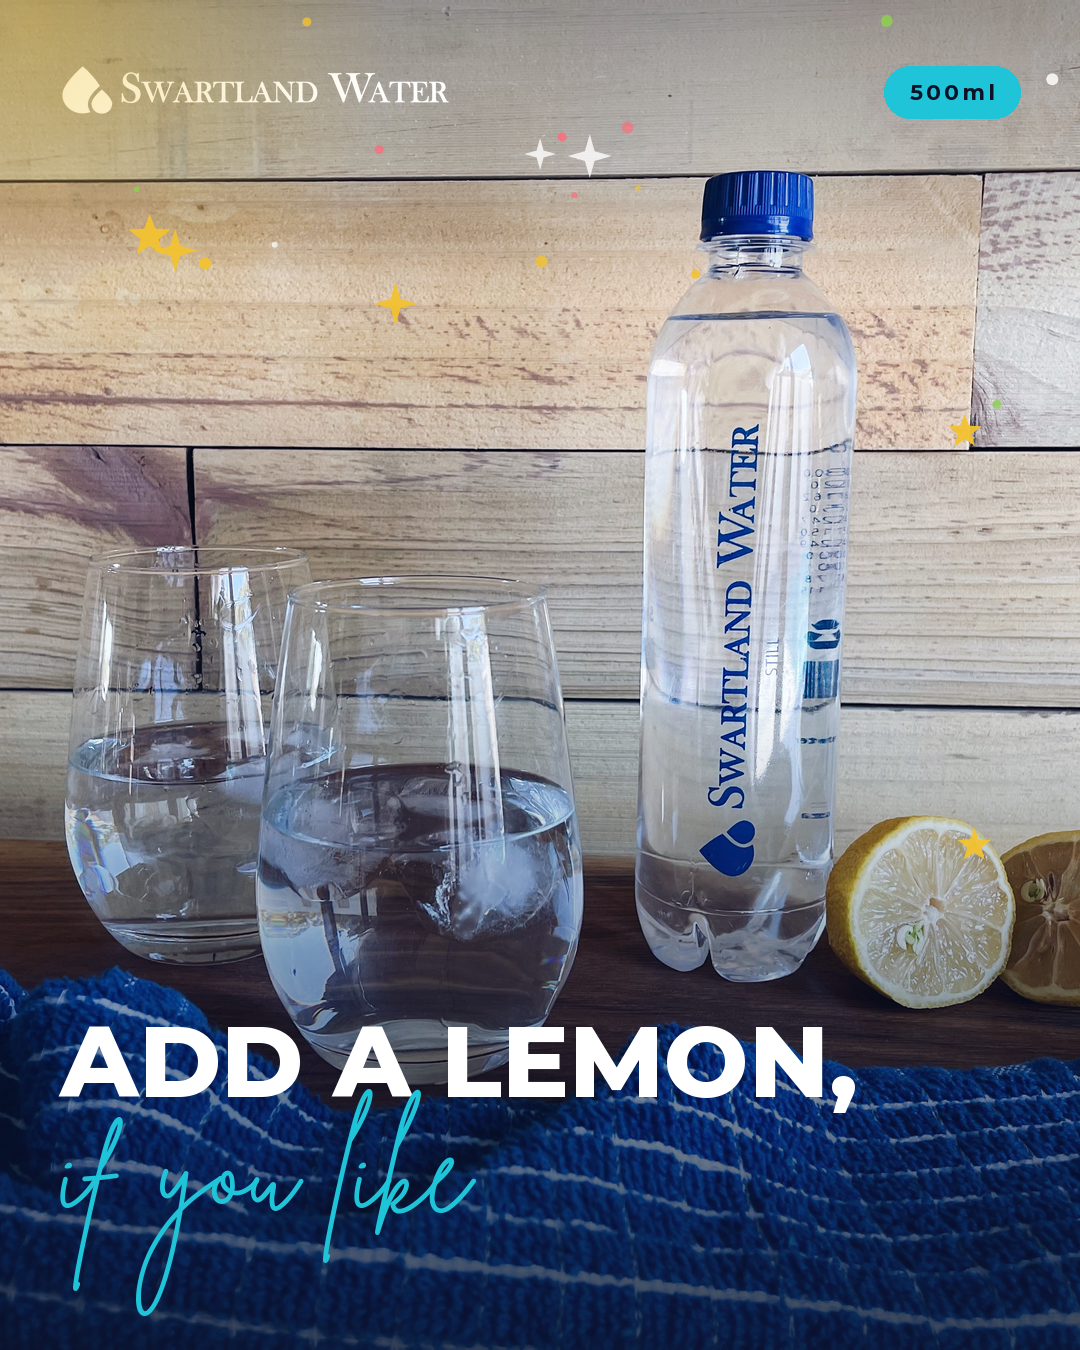 SWARTLAND WATER
500ml
SWARTLAND WATER
STILL
ADD A LEMON,
if you like